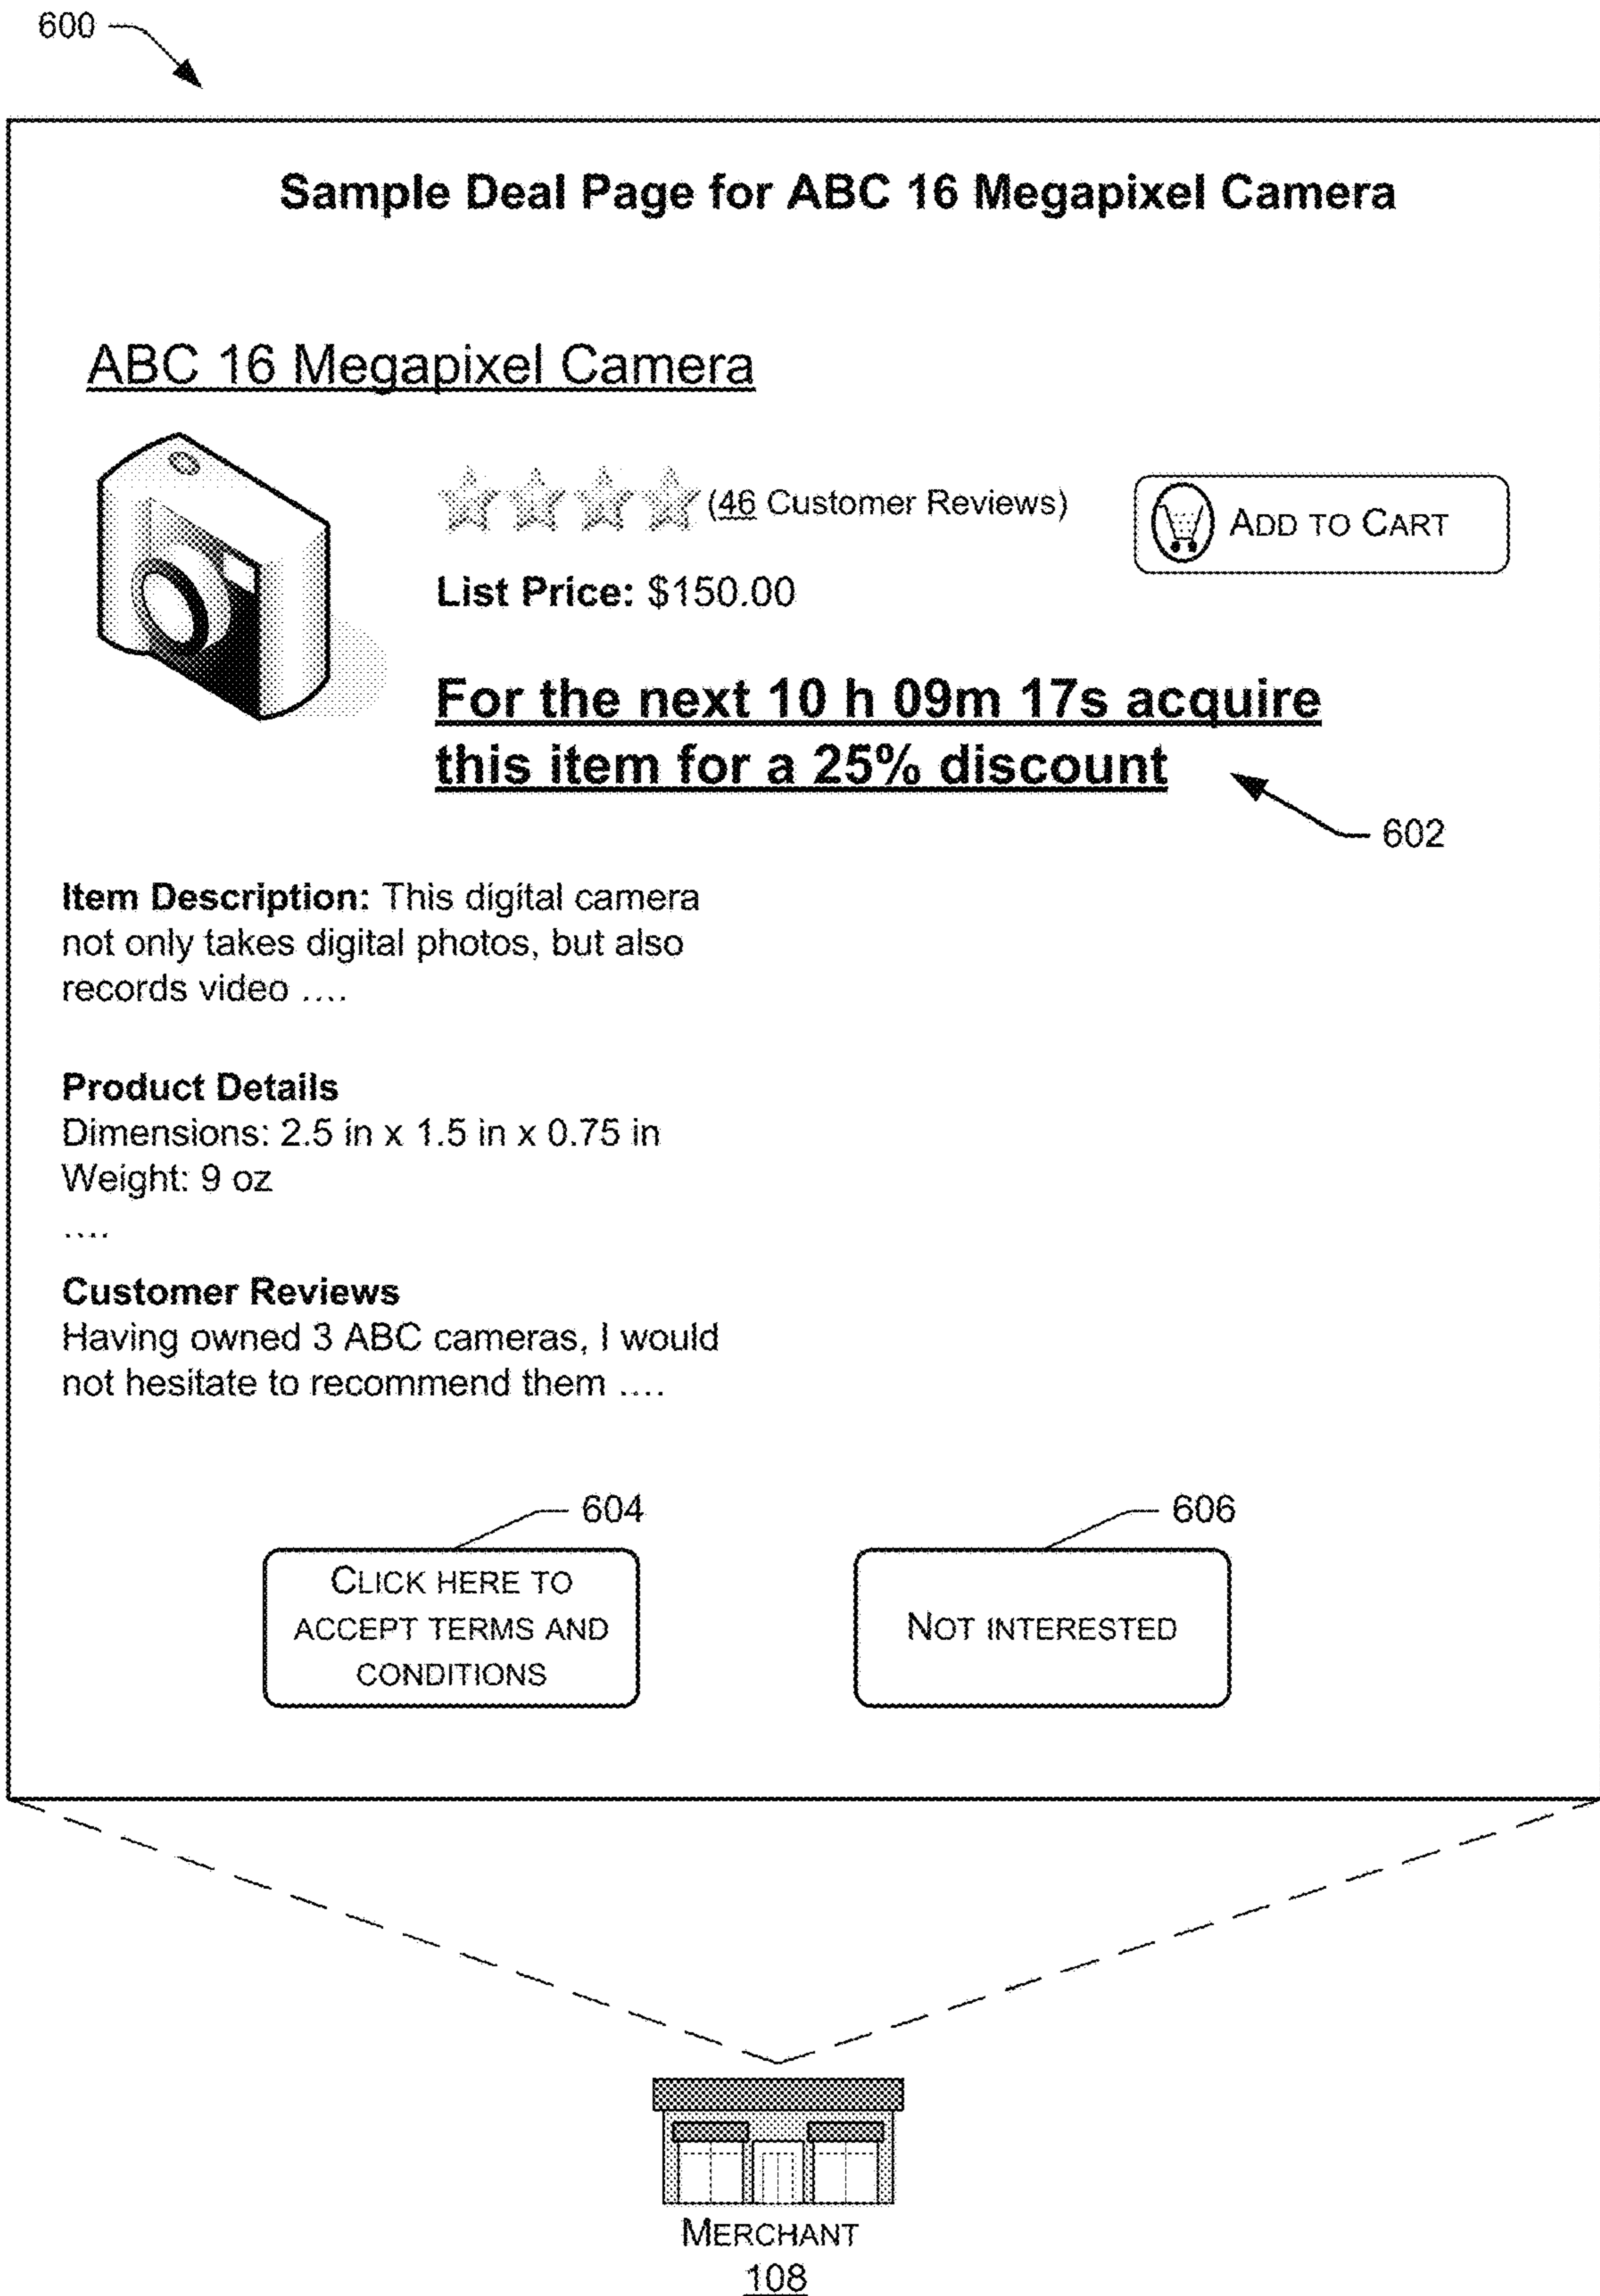 600
Sample Deal Page for ABC 16 Megapixel Camera
ABC 16 Megapixel Camera
(46 Customer Reviews)
ADD TO CART
List Price: $150.00
For the next 10 h 09m 17s acquire
this item for a 25% discount
602
Item Description: This digital camera
not only takes digital photos, but also
records video ....
Product Details
Dimensions: 2.5 in x 1.5 in x 0.75 in
Weight: 9 oz
....
Customer Reviews
Having owned 3 ABC cameras, I would
not hesitate to recommend them ....
604
606
CLICK HERE TO
ACCEPT TERMS AND
CONDITIONS
NOT INTERESTED
MERCHANT
108